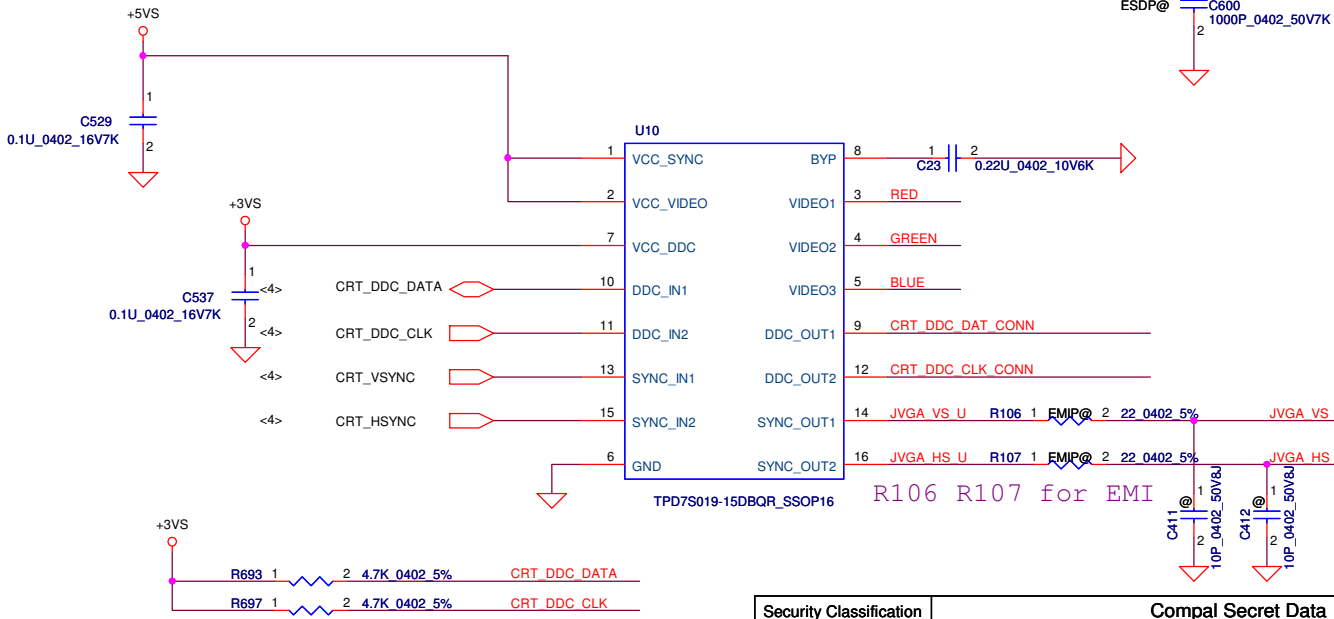 +5VS
ESDP@
C600
1000P_0402_50V7K
2
1
C529
0.1U_0402_16V7K
2
U10
1 VCC_SYNC
BYP 8
1 2
C23 0.22U_0402_10V6K
2 VCC_VIDEO
VIDEO1 3 RED
+3VS
7 VCC_DDC
VIDEO2 4 GREEN
1
C537
0.1U_0402_16V7K
2
<4> CRT_DDC_DATA 10 DDC_IN1
VIDEO3 5 BLUE
<4> CRT_DDC_CLK 11 DDC_IN2
DDC_OUT1 9 CRT_DDC_DAT_CONN
<4> CRT_VSYNC 13 SYNC_IN1
DDC_OUT2 12 CRT_DDC_CLK_CONN
<4> CRT_HSYNC 15 SYNC_IN2
SYNC_OUT1 14 JVGA_VS_U R106 1 EMIP@ 2 22_0402_5% JVGA_VS
6 GND
SYNC_OUT2 16 JVGA_HS_U R107 1 EMIP@ 2 22_0402_5% JVGA_HS
TPD7S019-15DBQR_SSOP16
R106 R107 for EMI
@ 1
C411
10P_0402_50V8J
2
@ 1
C412
10P_0402_50V8J
2
+3VS
R693 1 2 4.7K_0402_5% CRT_DDC_DATA
R697 1 2 4.7K_0402_5% CRT_DDC_CLK
Security Classification
Compal Secret Data